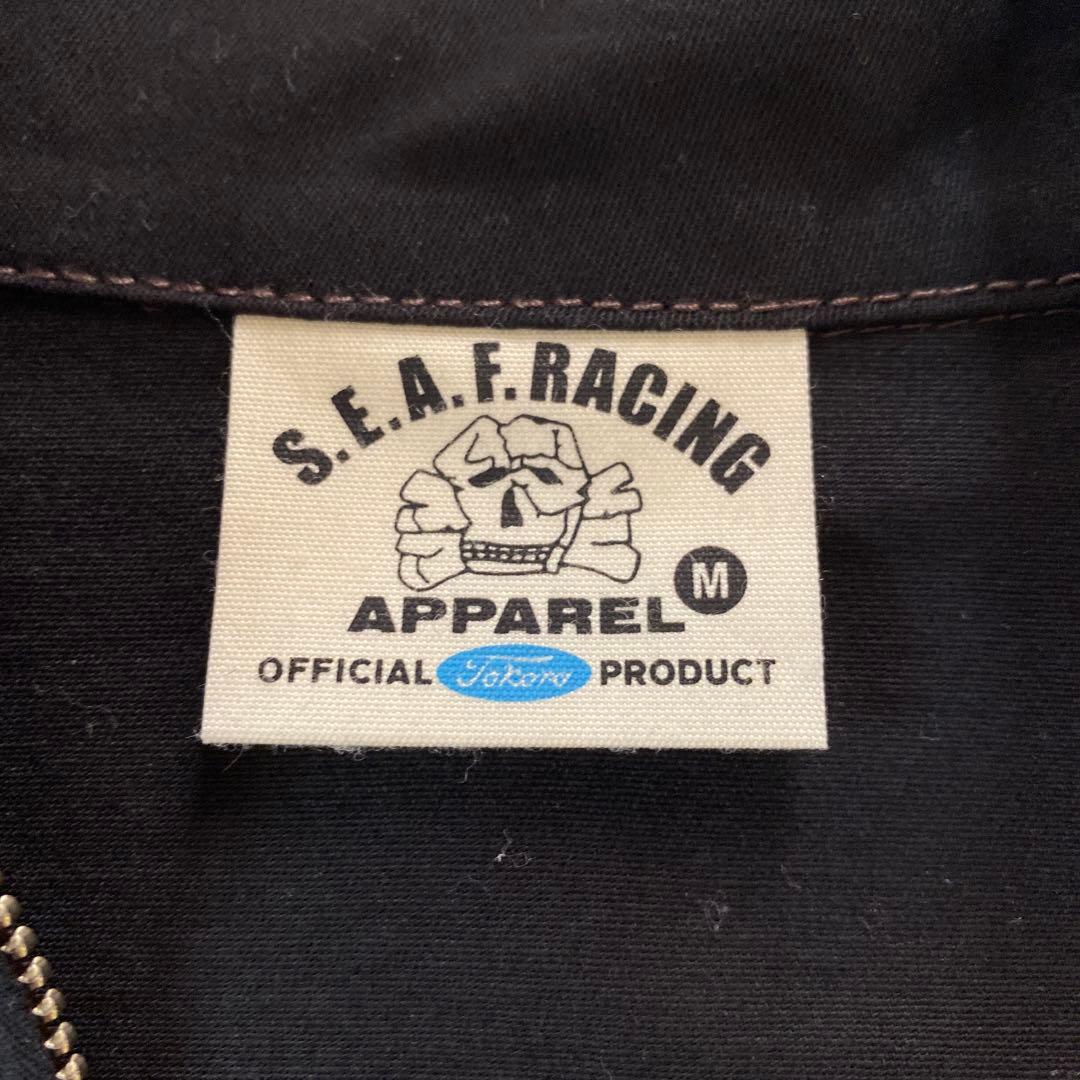 S.E.A.F. RACING
APPAREL M
OFFICIAL Tokoro PRODUCT